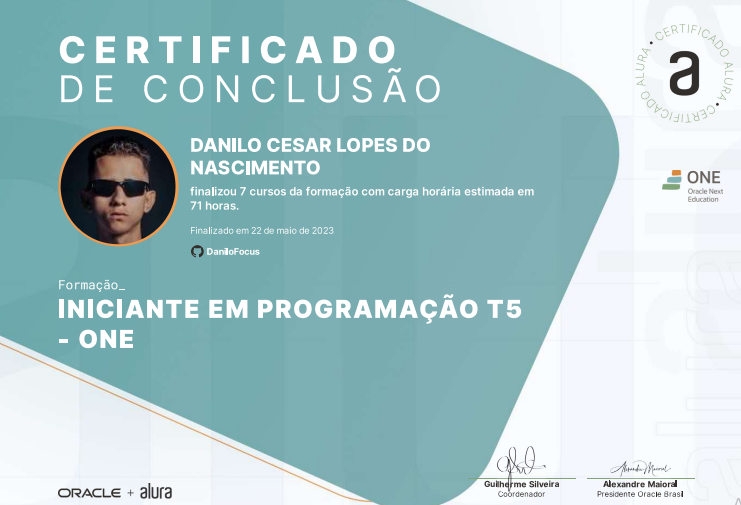 CERTIFICADO
DE CONCLUSÃO
CERTIFICADO ALURA • CERTIFICADO ALURA •
a
DANILO CESAR LOPES DO
NASCIMENTO
finalizou 7 cursos da formação com carga horária estimada em
71 horas.
Finalizado em 22 de maio de 2023
DaniloFocus
ONE
Oracle Next
Education
Formação_
INICIANTE EM PROGRAMAÇÃO T5
- ONE
ORACLE + alura
Guilherme Silveira
Coordenador
Alexandre Maioral
Presidente Oracle Brasil